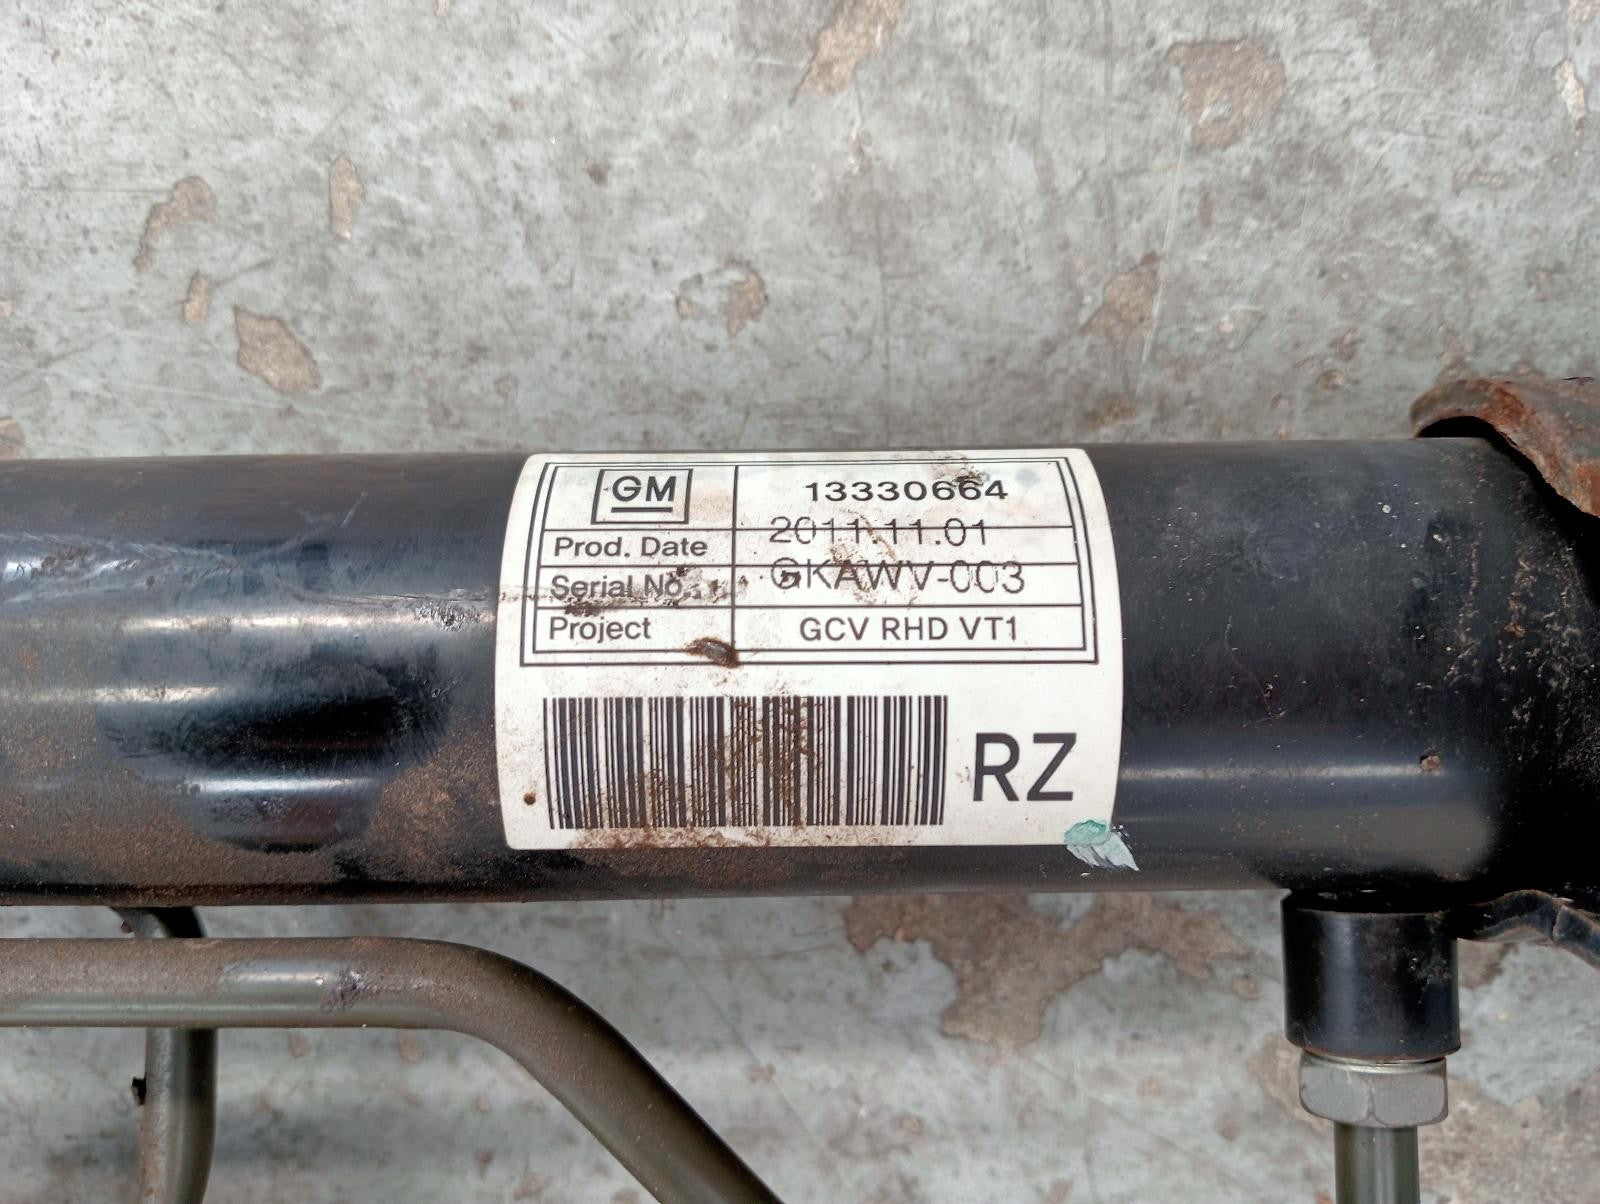 GM 13330664
Prod. Date 2011.11.01
Serial No. GKAWV-003
Project GCV RHD VT1
RZ